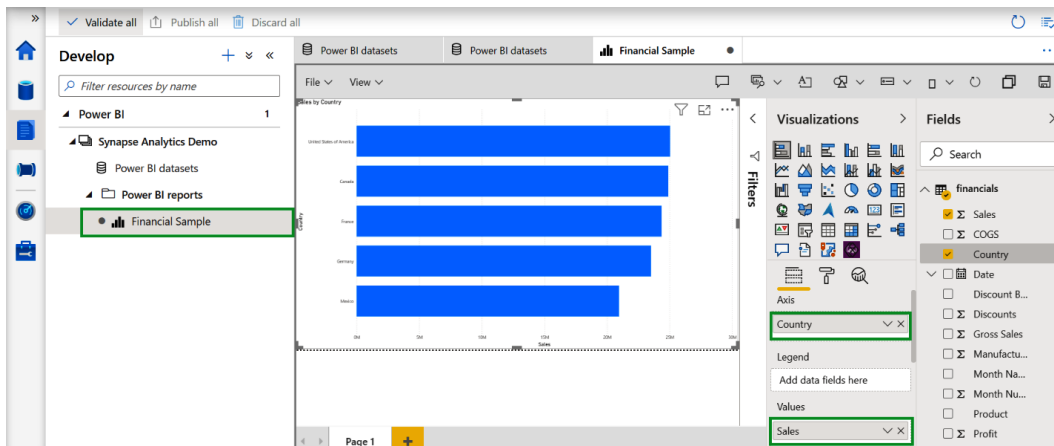 Validate all
Publish all
Discard all
Develop
Filter resources by name
Power BI
1
Synapse Analytics Demo
Power BI datasets
Power BI reports
Financial Sample
Power BI datasets
Power BI datasets
Financial Sample
File
View
Sales by Country
United States of America
Canada
France
Germany
Mexico
Country
0M
5M
10M
15M
20M
25M
30M
Sales
Page 1
Filters
Visualizations
Axis
Country
Legend
Add data fields here
Values
Sales
Fields
Search
financials
Sales
COGS
Country
Date
Discount B...
Discounts
Gross Sales
Manufactu...
Month Na...
Month Nu...
Product
Profit